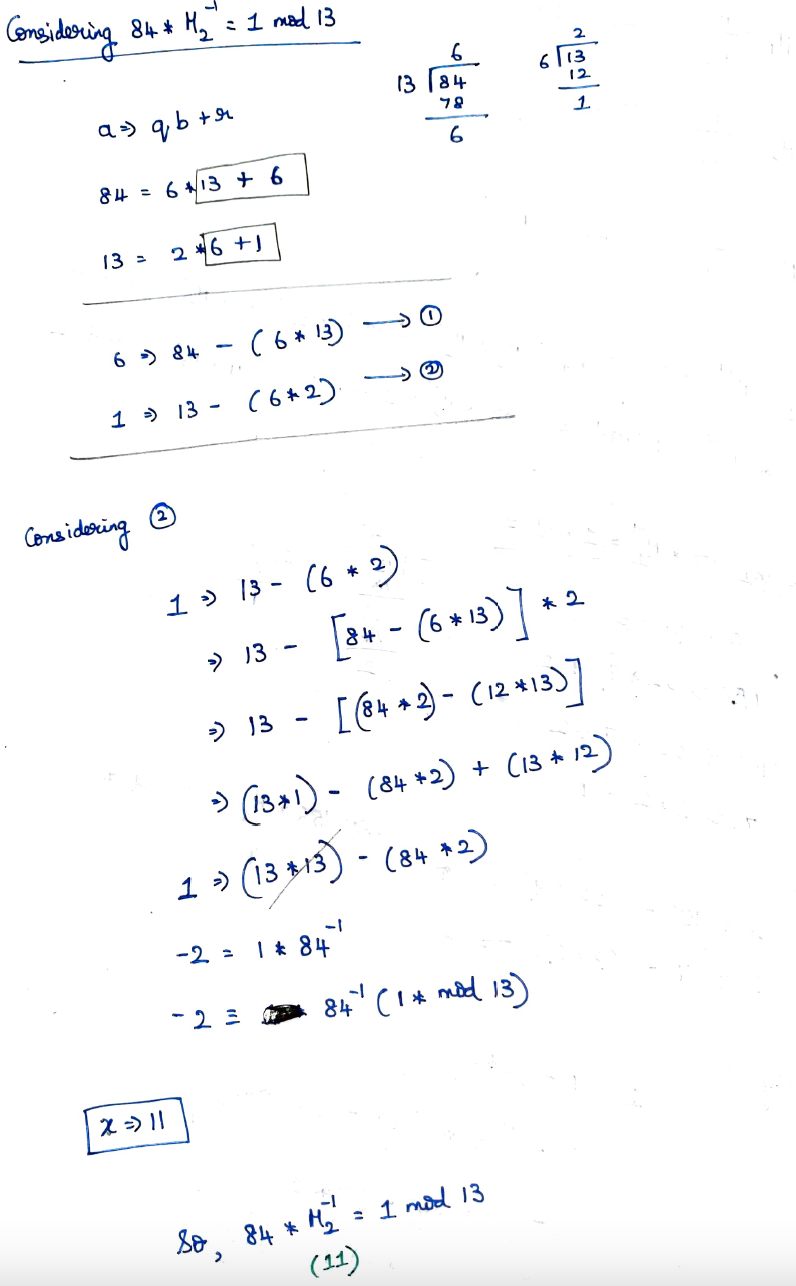 Considering 84 * M₂⁻¹ = 1 mod 13
6
13 84
78
6
2
6 13
12
1
a ⇒ qb + r
84 = 6 * 13 + 6
13 = 2 * 6 + 1
6 ⇒ 84 - (6 * 13) → ①
1 ⇒ 13 - (6 * 2) → ②
Considering ②
1 ⇒ 13 - (6 * 2)
⇒ 13 - [84 - (6 * 13)] * 2
⇒ 13 - [(84 * 2) - (12 * 13)]
⇒ (13 * 1) - (84 * 2) + (13 * 12)
1 ⇒ (13 * 13) - (84 * 2)
-2 = 1 * 84⁻¹
-2 ≡ 84⁻¹ (1 * mod 13)
x ⇒ 11
So, 84 * M₂⁻¹ = 1 mod 13
(11)